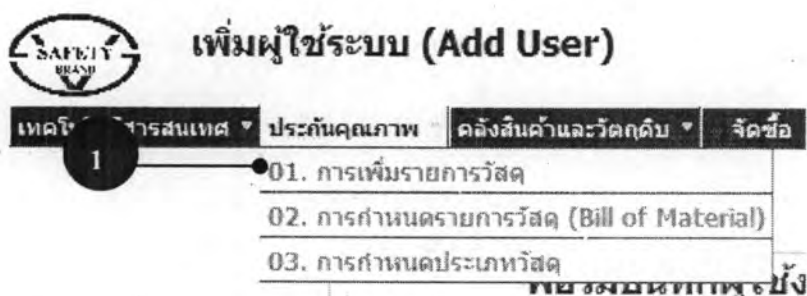 SAFETY
BRAND
เพิ่มผู้ใช้ระบบ (Add User)
ประกันคุณภาพ คลังสินค้าและวัตถุดิบ จัดซื้อ
1
01. การเพิ่มรายการวัสดุ
02. การกำหนดรายการวัสดุ (Bill of Material)
03. การกำหนดประเภทวัสดุ